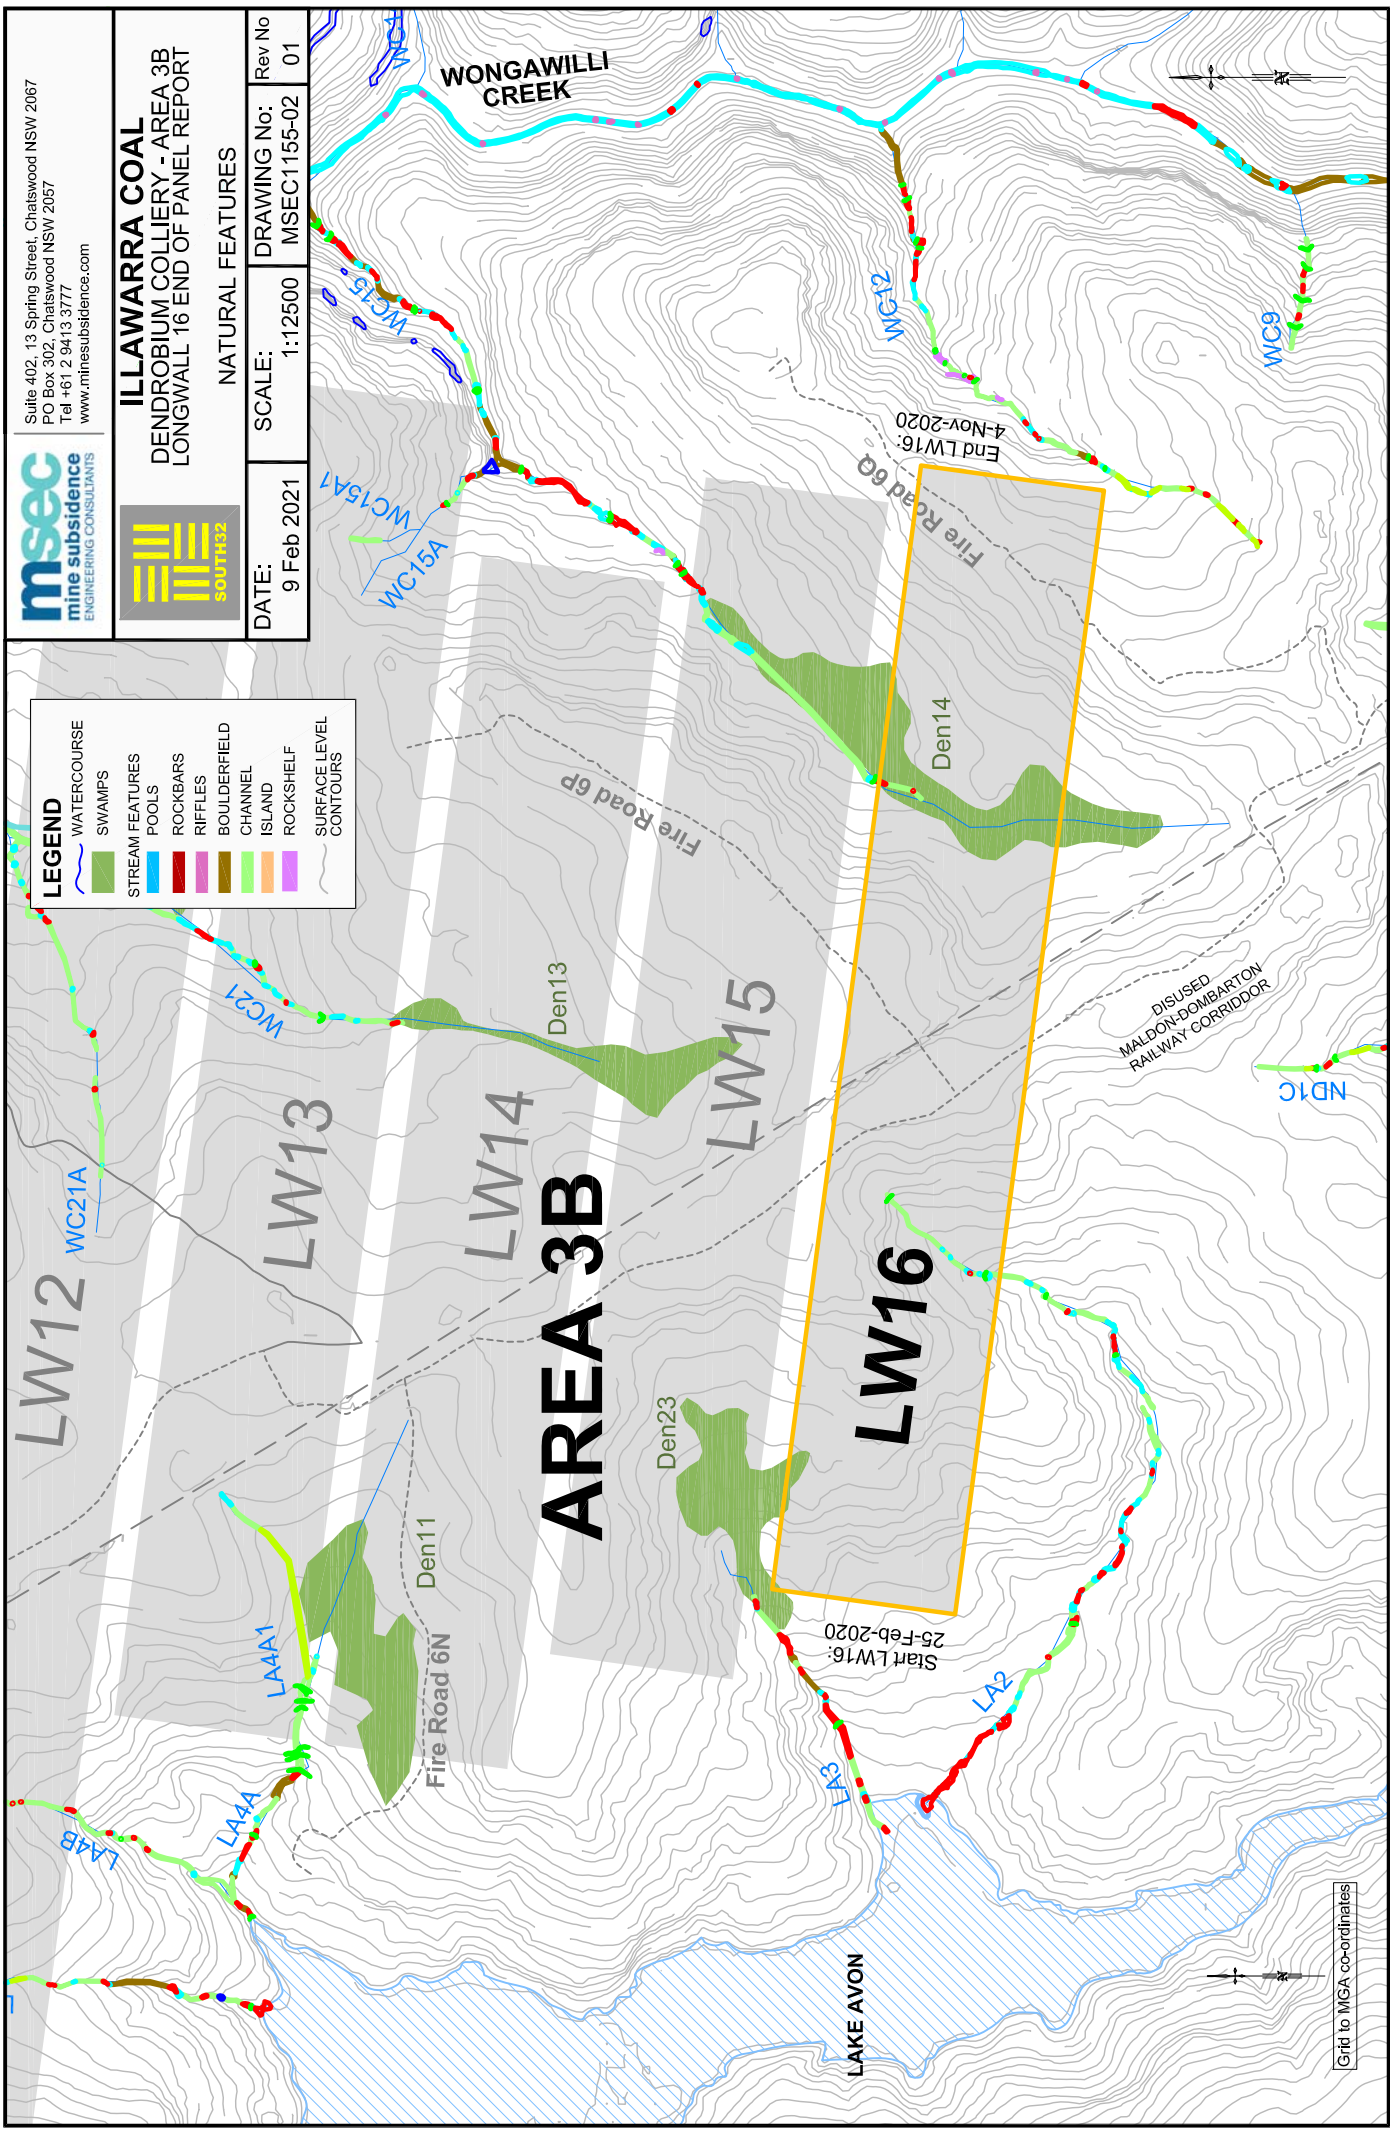 msec
mine subsidence
ENGINEERING CONSULTANTS
Suite 402, 13 Spring Street, Chatswood NSW 2067
PO Box 302, Chatswood NSW 2057
Tel +61 2 9413 3777
www.minesubsidence.com
SOUTH32
ILLAWARRA COAL
DENDROBIUM COLLIERY - AREA 3B
LONGWALL 16 END OF PANEL REPORT
NATURAL FEATURES
DATE:
9 Feb 2021
SCALE:
1:12500
DRAWING No:
MSEC1155-02
Rev No
01
LEGEND
WATERCOURSE
SWAMPS
STREAM FEATURES
POOLS
ROCKBARS
RIFFLES
BOULDERFIELD
CHANNEL
ISLAND
ROCKSHELF
SURFACE LEVEL
CONTOURS
WONGAWILLI
CREEK
WC15
WC15A1
WC15A
WC12
WC9
End LW16:
4-Nov-2020
Fire Road 6Q
Fire Road 6P
Den14
Den13
WC21
WC21A
LW12
LW13
LW14
LW15
LW16
AREA 3B
DISUSED
MALDON-DOMBARTON
RAILWAY CORRIDDOR
ND1C
Den23
Den11
Fire Road 6N
LA4A1
LA4A
LA4B
LA3
LA2
Start LW16:
25-Feb-2020
LAKE AVON
Grid to MGA co-ordinates
N
N